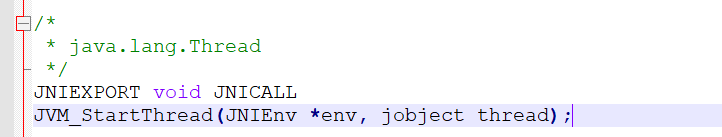 /*
 * java.lang.Thread
 */
JNIEXPORT void JNICALL
JVM_StartThread(JNIEnv *env, jobject thread);